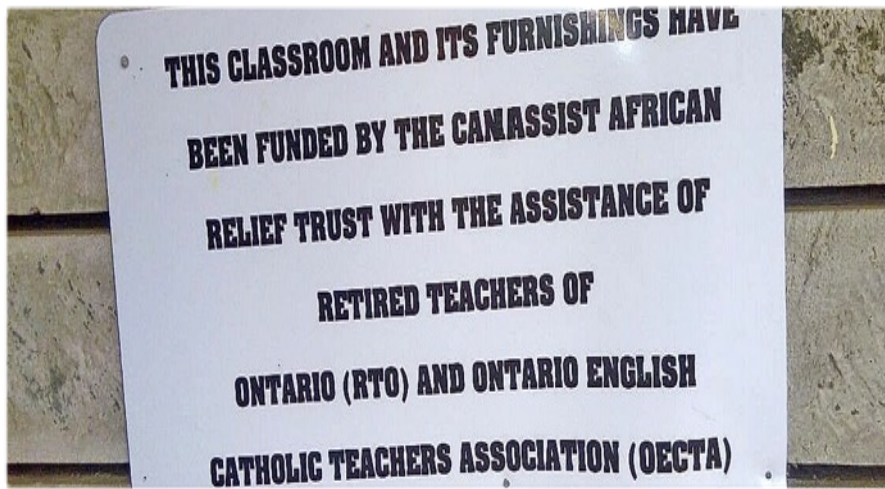 THIS CLASSROOM AND ITS FURNISHINGS HAVE
BEEN FUNDED BY THE CANASSIST AFRICAN
RELIEF TRUST WITH THE ASSISTANCE OF
RETIRED TEACHERS OF
ONTARIO (RTO) AND ONTARIO ENGLISH
CATHOLIC TEACHERS ASSOCIATION (OECTA)